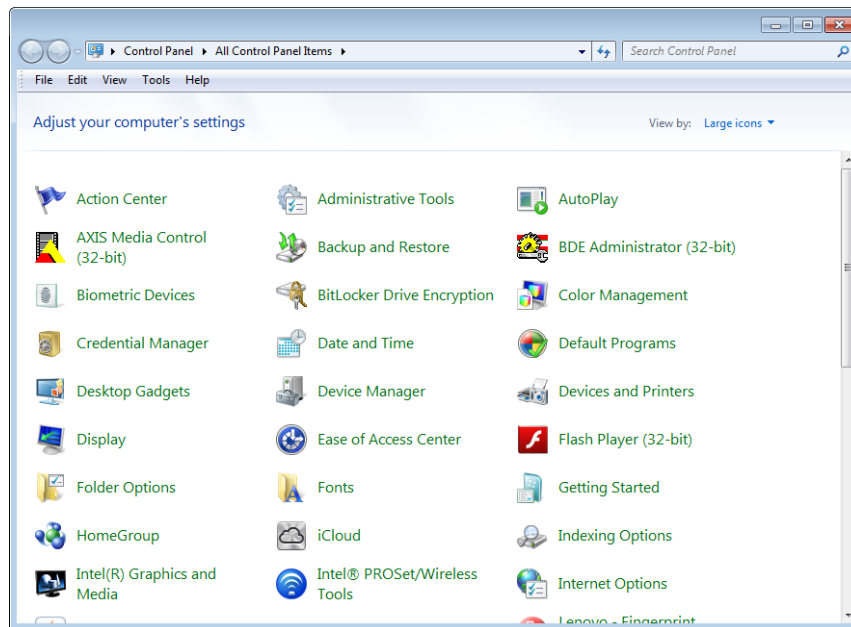 Control Panel ▸ All Control Panel Items ▸
Search Control Panel
File Edit View Tools Help
Adjust your computer's settings
View by: Large icons
Action Center
Administrative Tools
AutoPlay
AXIS Media Control
(32-bit)
Backup and Restore
BDE Administrator (32-bit)
Biometric Devices
BitLocker Drive Encryption
Color Management
Credential Manager
Date and Time
Default Programs
Desktop Gadgets
Device Manager
Devices and Printers
Display
Ease of Access Center
Flash Player (32-bit)
Folder Options
Fonts
Getting Started
HomeGroup
iCloud
Indexing Options
Intel(R) Graphics and
Media
Intel® PROSet/Wireless
Tools
Internet Options
Lenovo - Fingerprint